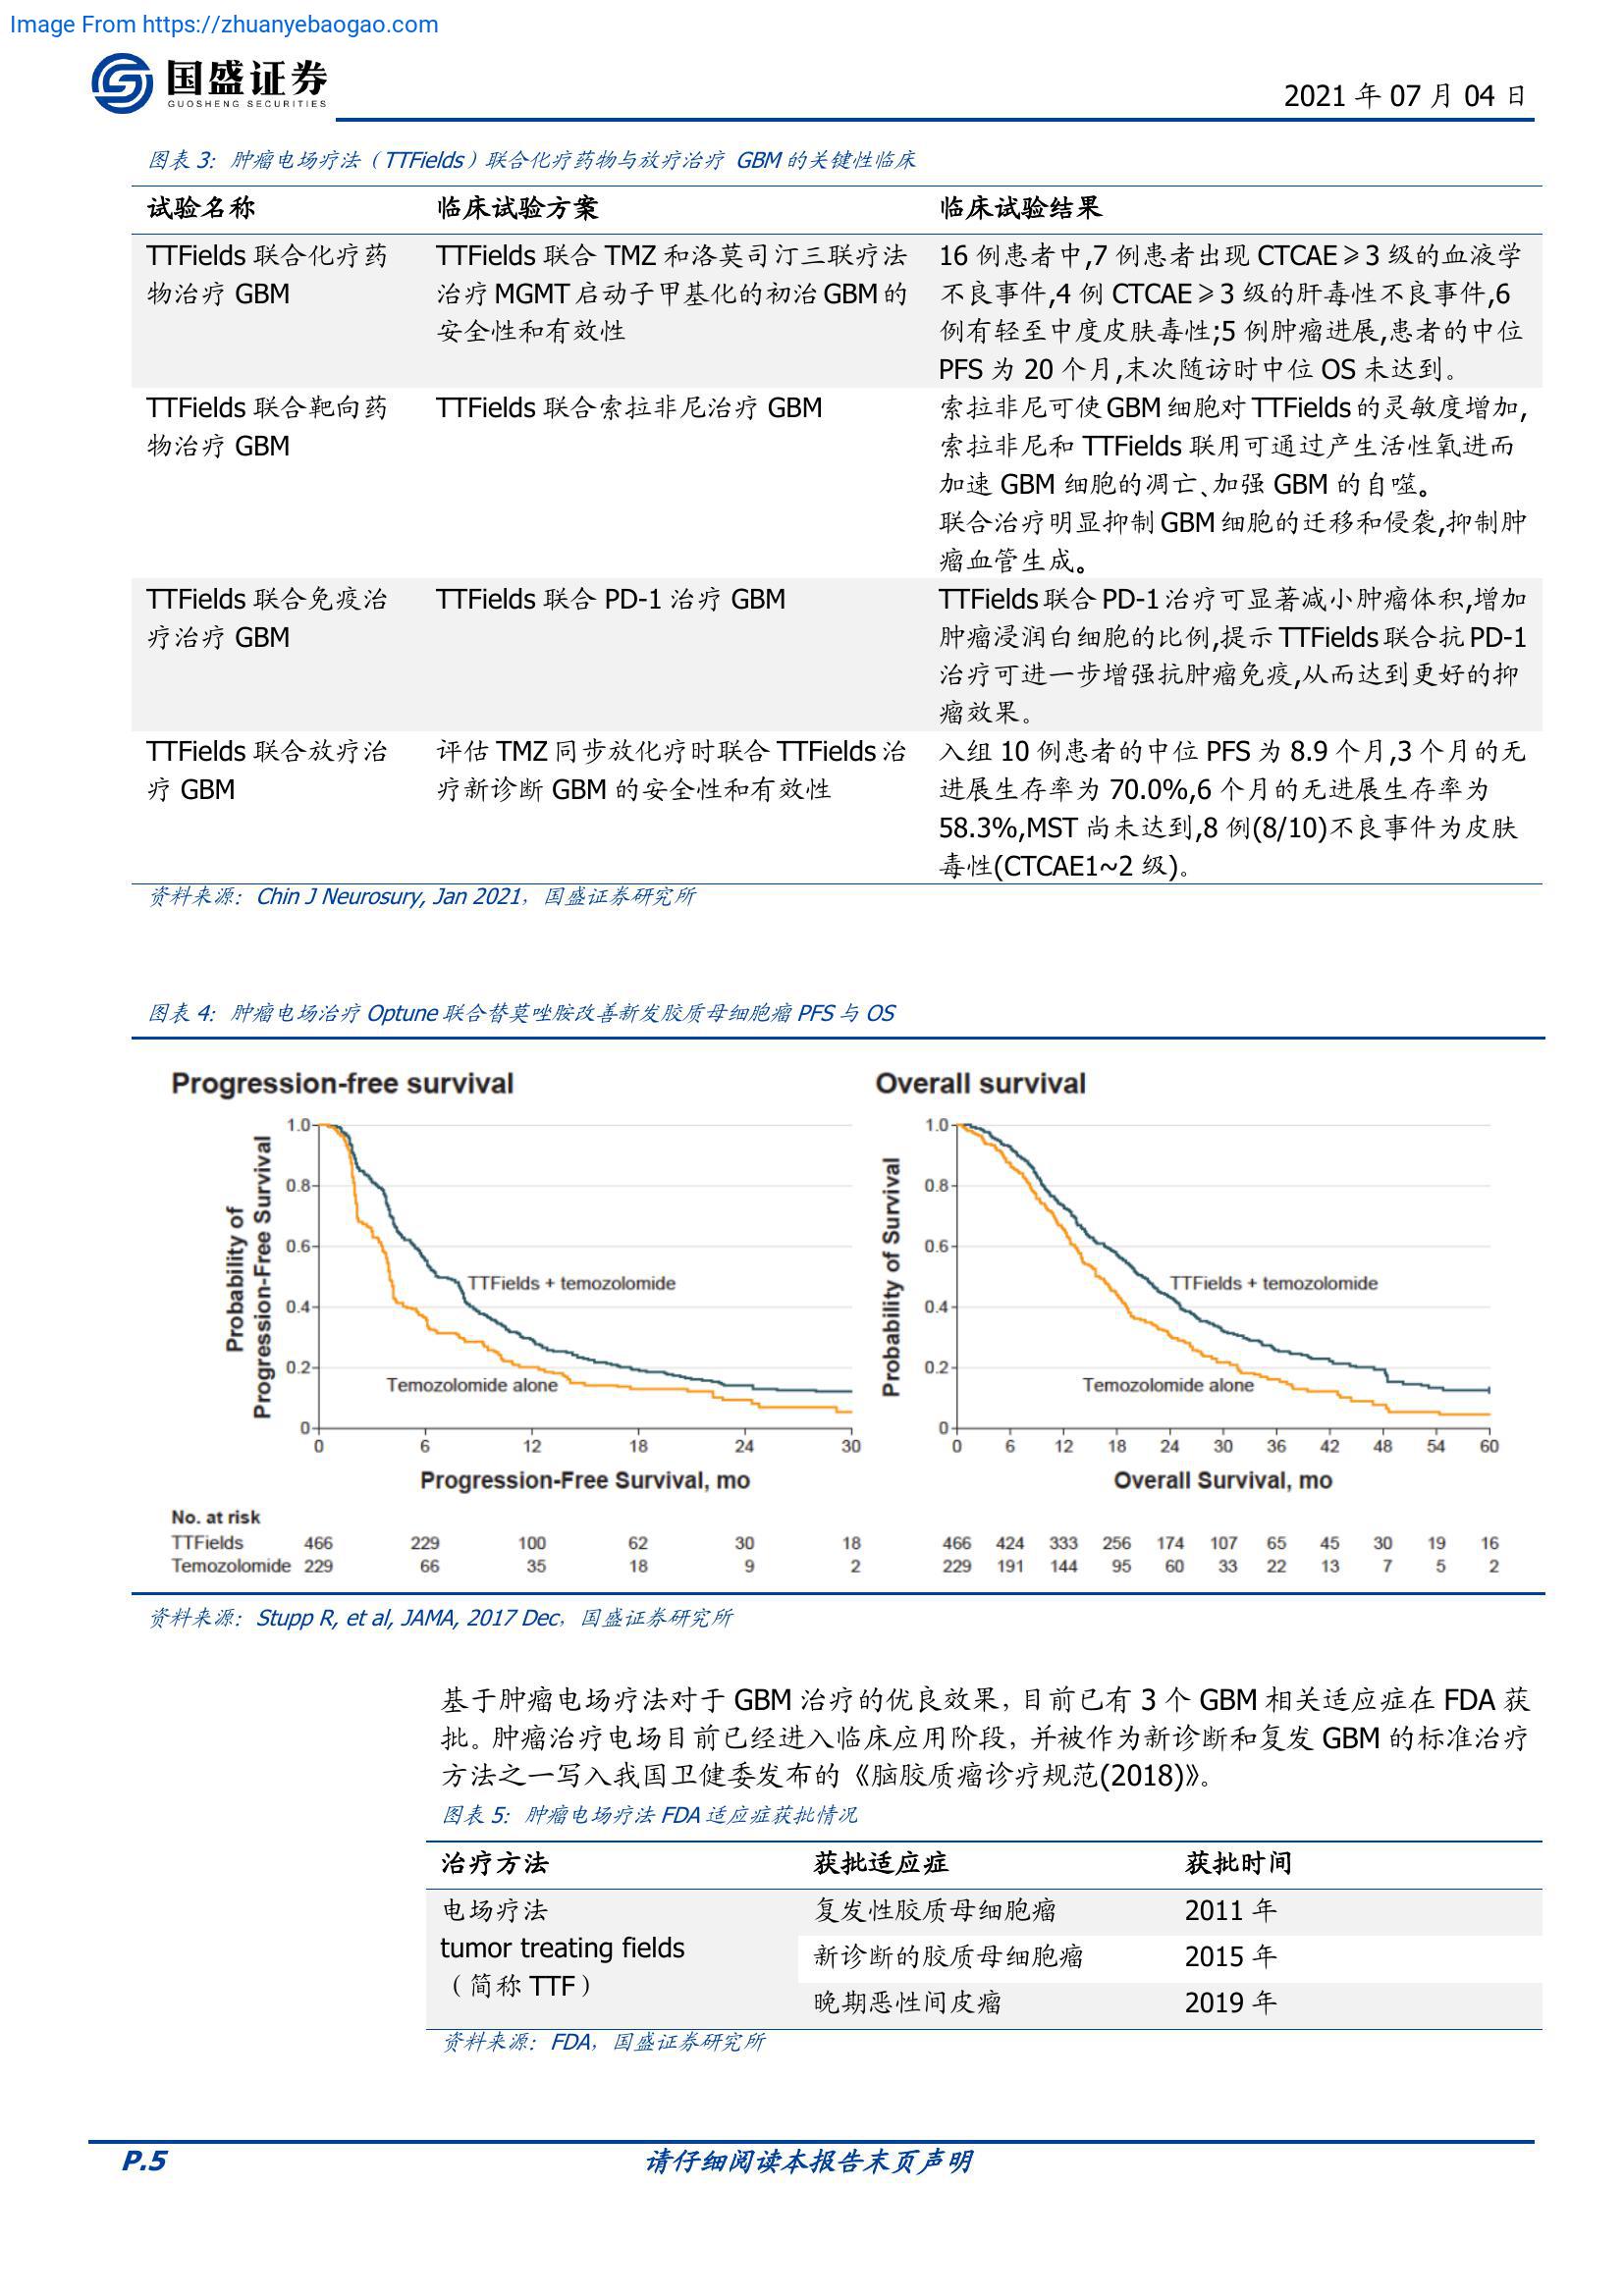 Image From https://zhuanyebaogao.com
国盛证券
GUOSHENG SECURITIES
2021 年 07 月 04 日
图表 3：肿瘤电场疗法（TTFields）联合化疗药物与放疗治疗 GBM 的关键性临床
试验名称 临床试验方案 临床试验结果
TTFields 联合化疗药 TTFields 联合 TMZ 和洛莫司汀三联疗法 16 例患者中,7 例患者出现 CTCAE≥3 级的血液学
物治疗 GBM 治疗 MGMT 启动子甲基化的初治 GBM 的 不良事件,4 例 CTCAE≥3 级的肝毒性不良事件,6
安全性和有效性 例有轻至中度皮肤毒性;5 例肿瘤进展,患者的中位
PFS 为 20 个月,末次随访时中位 OS 未达到。
TTFields 联合靶向药 TTFields 联合索拉非尼治疗 GBM 索拉非尼可使 GBM 细胞对 TTFields 的灵敏度增加,
物治疗 GBM 索拉非尼和 TTFields 联用可通过产生活性氧进而
加速 GBM 细胞的凋亡、加强 GBM 的自噬。
联合治疗明显抑制 GBM 细胞的迁移和侵袭,抑制肿
瘤血管生成。
TTFields 联合免疫治 TTFields 联合 PD-1 治疗 GBM TTFields 联合 PD-1 治疗可显著减小肿瘤体积,增加
疗治疗 GBM 肿瘤浸润白细胞的比例,提示 TTFields 联合抗 PD-1
治疗可进一步增强抗肿瘤免疫,从而达到更好的抑
瘤效果。
TTFields 联合放疗治 评估 TMZ 同步放化疗时联合 TTFields 治 入组 10 例患者的中位 PFS 为 8.9 个月,3 个月的无
疗 GBM 疗新诊断 GBM 的安全性和有效性 进展生存率为 70.0%,6 个月的无进展生存率为
58.3%,MST 尚未达到,8 例(8/10)不良事件为皮肤
毒性(CTCAE1~2 级)。
资料来源：Chin J Neurosury, Jan 2021，国盛证券研究所
图表 4：肿瘤电场治疗 Optune 联合替莫唑胺改善新发胶质母细胞瘤 PFS 与 OS
Progression-free survival
Probability of
Progression-Free Survival
1.0
0.8
0.6
0.4
0.2
0
TTFields + temozolomide
Temozolomide alone
0 6 12 18 24 30
Progression-Free Survival, mo
Overall survival
Probability of Survival
1.0
0.8
0.6
0.4
0.2
0
TTFields + temozolomide
Temozolomide alone
0 6 12 18 24 30 36 42 48 54 60
Overall Survival, mo
No. at risk
TTFields 466 229 100 62 30 18 466 424 333 256 174 107 65 45 30 19 16
Temozolomide 229 66 35 18 9 2 229 191 144 95 60 33 22 13 7 5 2
资料来源：Stupp R, et al, JAMA, 2017 Dec，国盛证券研究所
基于肿瘤电场疗法对于 GBM 治疗的优良效果，目前已有 3 个 GBM 相关适应症在 FDA 获
批。肿瘤治疗电场目前已经进入临床应用阶段，并被作为新诊断和复发 GBM 的标准治疗
方法之一写入我国卫健委发布的《脑胶质瘤诊疗规范(2018)》。
图表 5：肿瘤电场疗法 FDA 适应症获批情况
治疗方法 获批适应症 获批时间
电场疗法 复发性胶质母细胞瘤 2011 年
tumor treating fields 新诊断的胶质母细胞瘤 2015 年
（简称 TTF） 晚期恶性间皮瘤 2019 年
资料来源：FDA，国盛证券研究所
P.5 请仔细阅读本报告末页声明